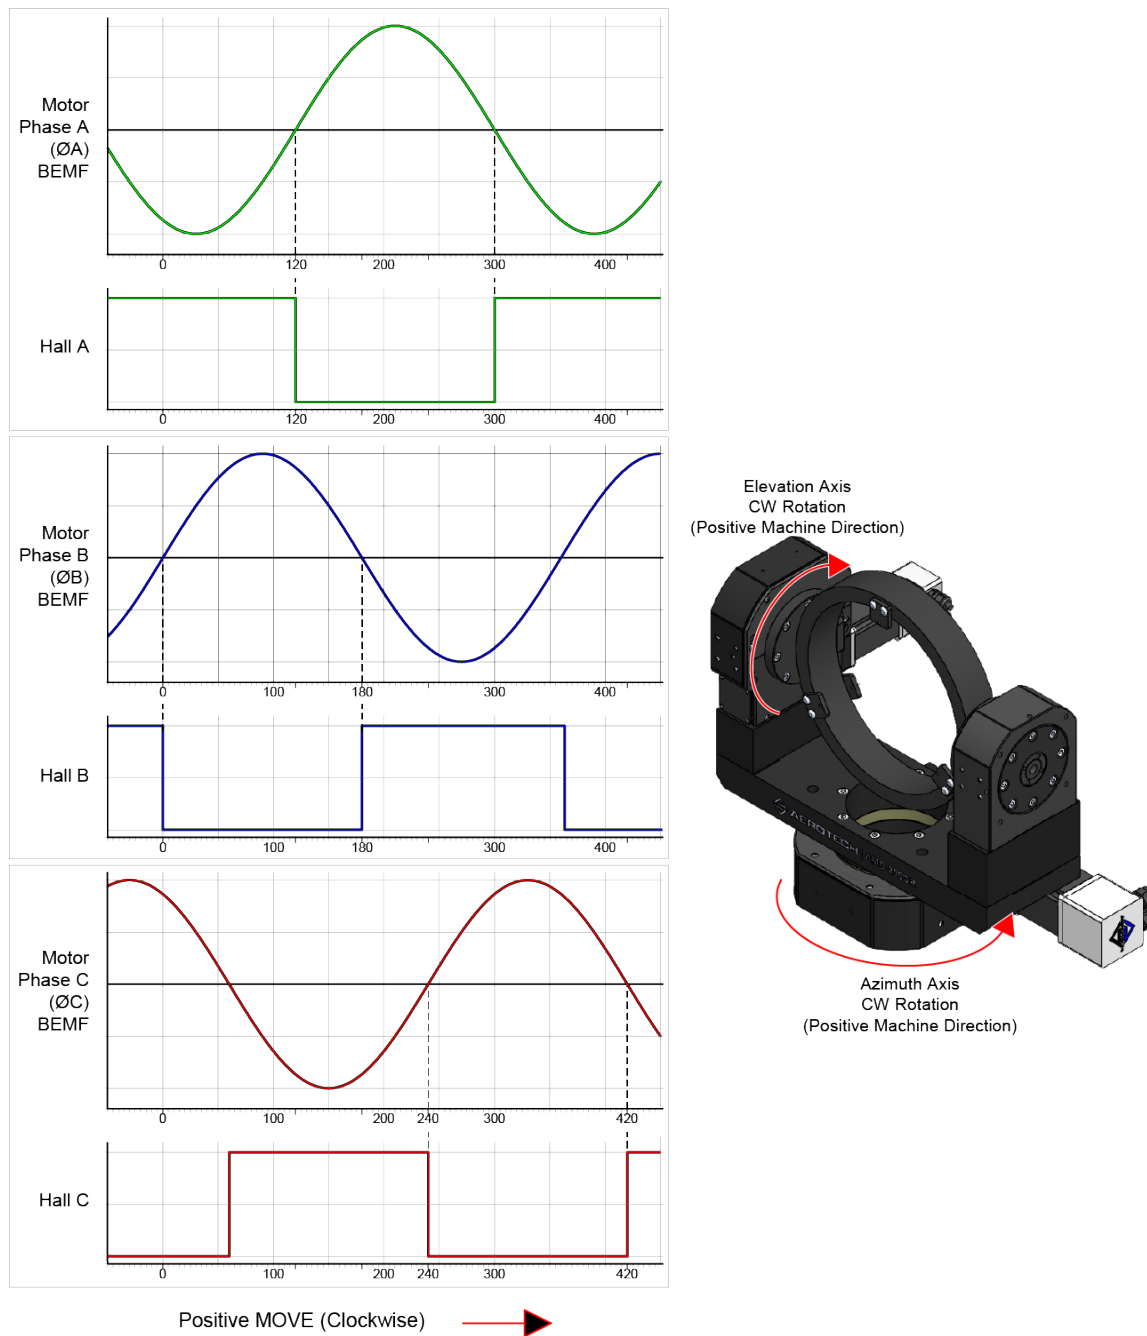 Motor
Phase A
(ØA)
BEMF
0 120 200 300 400
Hall A
0 120 200 300 400
Motor
Phase B
(ØB)
BEMF
0 100 180 300 400
Hall B
0 100 180 300 400
Motor
Phase C
(ØC)
BEMF
0 100 200 240 300 420
Hall C
0 100 200 240 300 420
Positive MOVE (Clockwise)
Elevation Axis
CW Rotation
(Positive Machine Direction)
AEROTECH
Azimuth Axis
CW Rotation
(Positive Machine Direction)